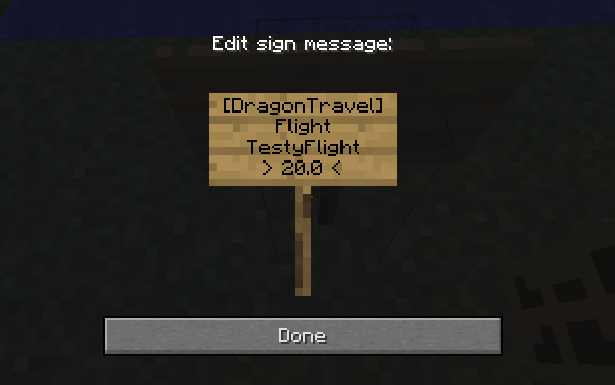 Edit sign message:
[DragonTravel]
Flight
TestyFlight
> 20.0 <
Done